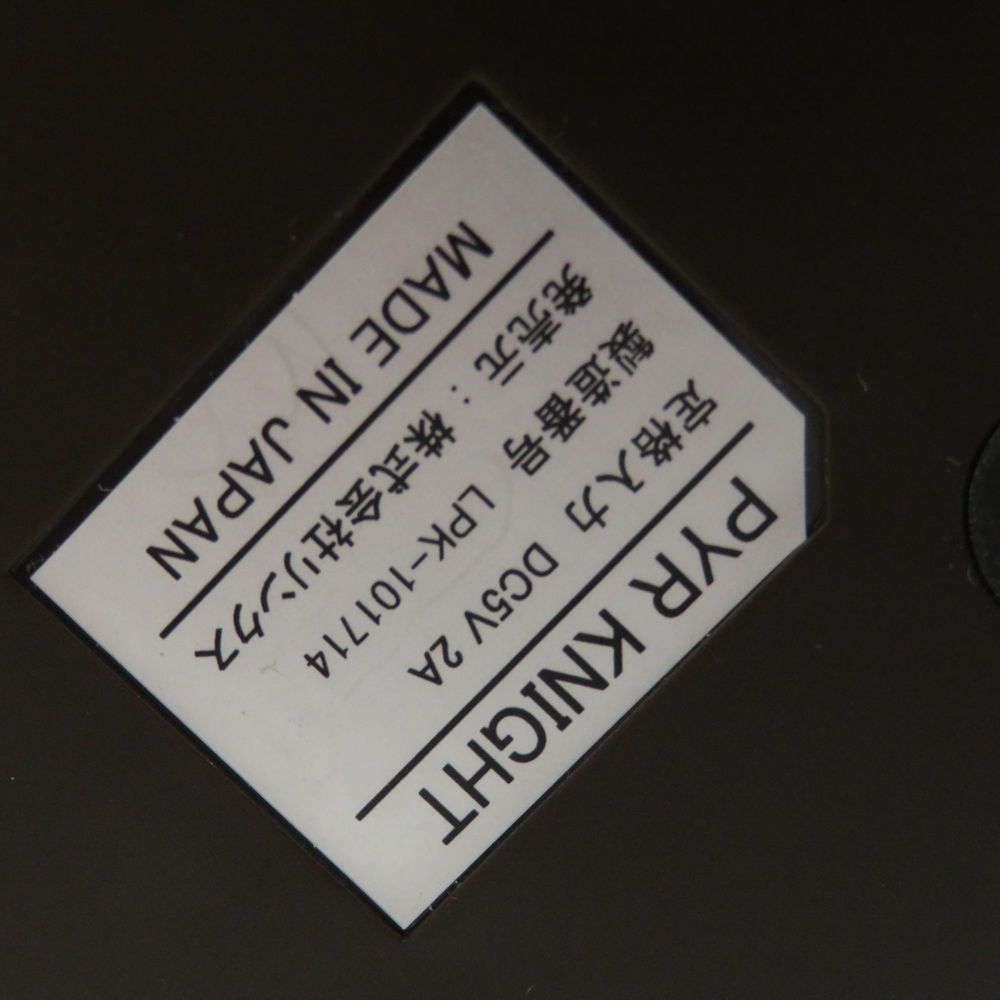 PYR KNIGHT
定格入力 DC5V 2A
製造番号 LPK-101714
発売元：株式会社リンクス
MADE IN JAPAN